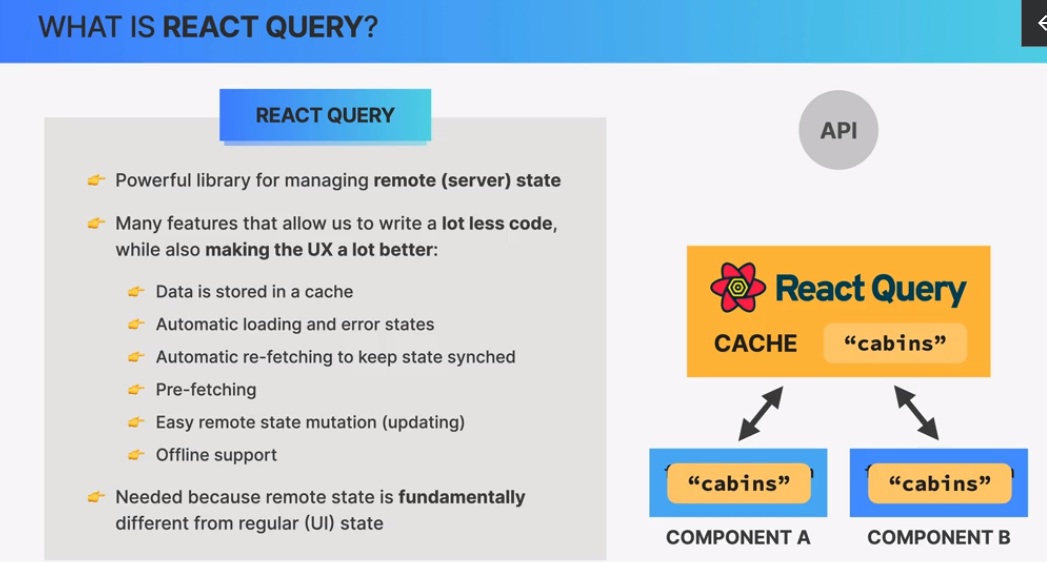 WHAT IS REACT QUERY?
REACT QUERY
Powerful library for managing remote (server) state
Many features that allow us to write a lot less code,
while also making the UX a lot better:
Data is stored in a cache
Automatic loading and error states
Automatic re-fetching to keep state synched
Pre-fetching
Easy remote state mutation (updating)
Offline support
Needed because remote state is fundamentally
different from regular (UI) state
API
React Query
CACHE “cabins”
“cabins”
“cabins”
COMPONENT A
COMPONENT B